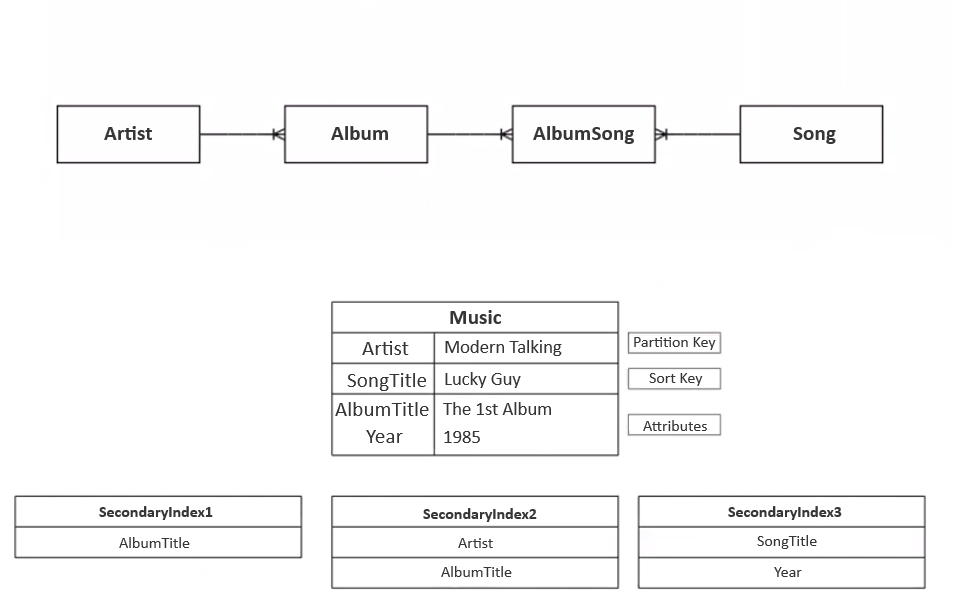 Artist
Album
AlbumSong
Song
Music
Artist
Modern Talking
Partition Key
SongTitle
Lucky Guy
Sort Key
AlbumTitle
The 1st Album
Year
1985
Attributes
SecondaryIndex1
AlbumTitle
SecondaryIndex2
Artist
AlbumTitle
SecondaryIndex3
SongTitle
Year